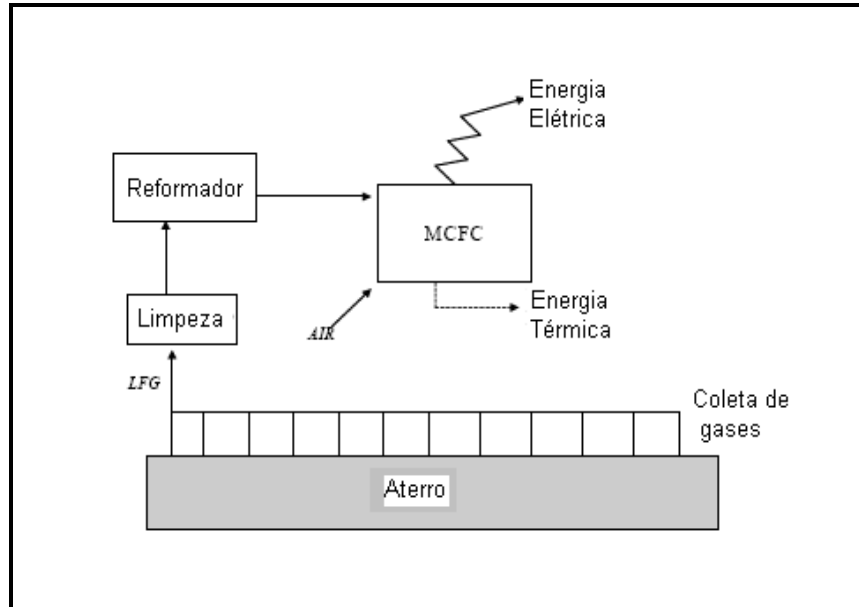 Energia
Elétrica
Reformador
MCFC
Limpeza
AIR
Energia
Térmica
LFG
Coleta de
gases
Aterro